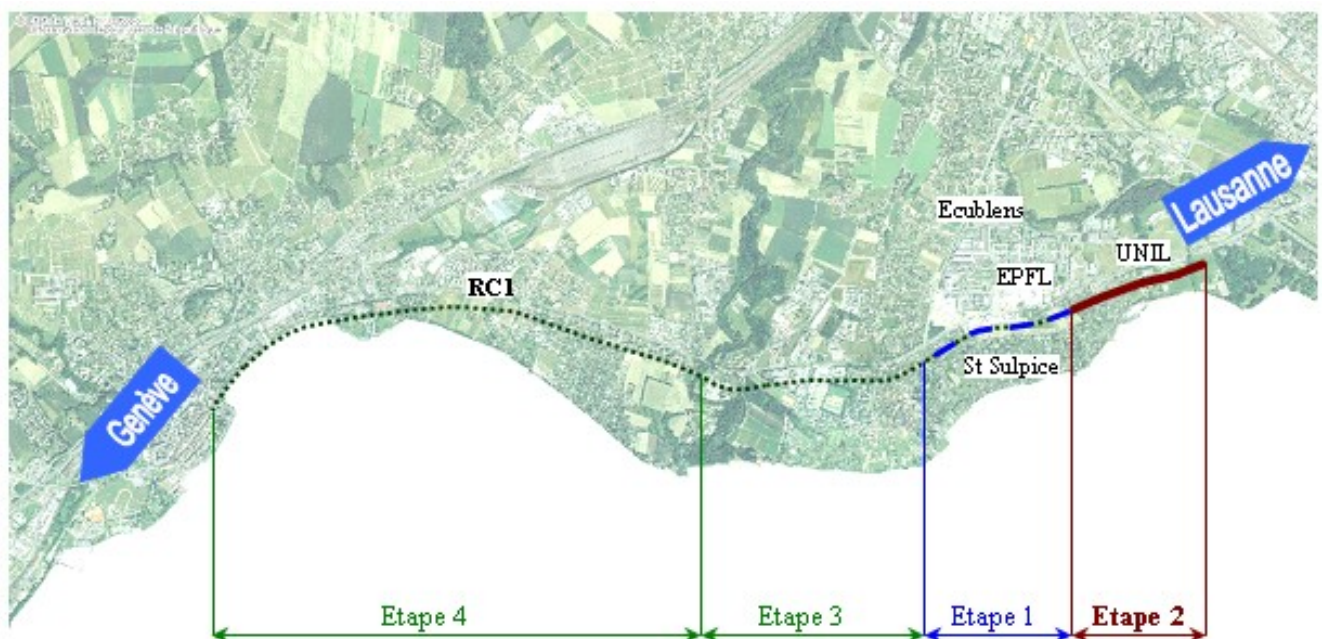 Lausanne
Ecublens
UNIL
EPFL
RC1
St Sulpice
Genève
Etape 4
Etape 3
Etape 1
Etape 2